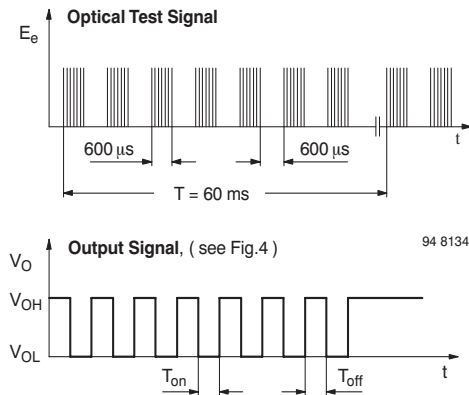 Optical Test Signal
Ee
t
600 µs
600 µs
T = 60 ms
Output Signal, ( see Fig.4 )
94 8134
VO
VOH
VOL
Ton
Toff
t